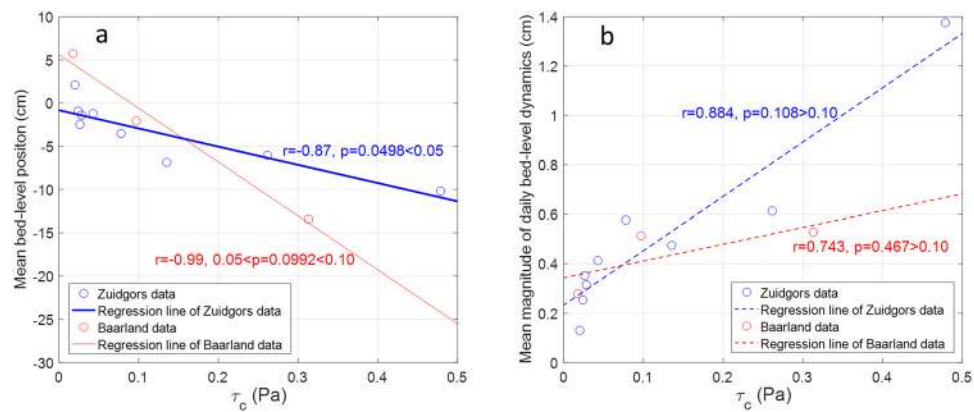 a
10
5
0
-5
-10
-15
-20
-25
-30
Mean bed-level positon (cm)
r=-0.87, p=0.0498<0.05
r=-0.99, 0.05<p=0.0992<0.10
Zuidgors data
Regression line of Zuidgors data
Baarland data
Regression line of Baarland data
0 0.1 0.2 0.3 0.4 0.5
τc (Pa)
b
1.4
1.2
1
0.8
0.6
0.4
0.2
0
Mean magnitude of daily bed-level dynamics (cm)
r=0.884, p=0.108>0.10
r=0.743, p=0.467>0.10
Zuidgors data
Regression line of Zuidgors data
Baarland data
Regression line of Baarland data
0 0.1 0.2 0.3 0.4 0.5
τc (Pa)